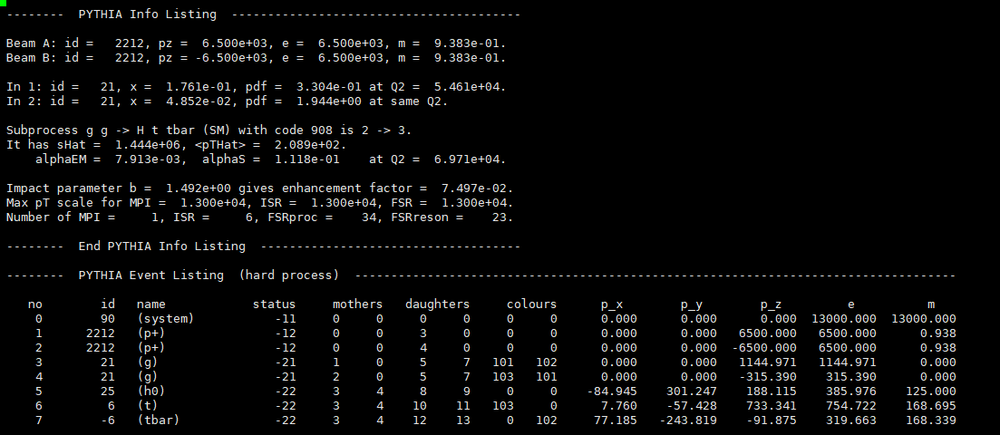 --------  PYTHIA Info Listing  ----------------------------------------

Beam A: id =   2212, pz =  6.500e+03, e =  6.500e+03, m =  9.383e-01.
Beam B: id =   2212, pz = -6.500e+03, e =  6.500e+03, m =  9.383e-01.

In 1: id =   21, x =  1.761e-01, pdf =  3.304e-01 at Q2 =  5.461e+04.
In 2: id =   21, x =  4.852e-02, pdf =  1.944e+00 at same Q2.

Subprocess g g -> H t tbar (SM) with code 908 is 2 -> 3.
It has sHat =  1.444e+06, <pTHat> =  2.089e+02.
    alphaEM =  7.913e-03,  alphaS =  1.118e-01    at Q2 =  6.971e+04.

Impact parameter b =  1.492e+00 gives enhancement factor =  7.497e-02.
Max pT scale for MPI =  1.300e+04, ISR =  1.300e+04, FSR =  1.300e+04.
Number of MPI =     1, ISR =     6, FSRproc =    34, FSRreson =    23.

--------  End PYTHIA Info Listing  ------------------------------------

--------  PYTHIA Event Listing  (hard process)  -----------------------------------------------------------------------------------

   no        id   name            status     mothers   daughters     colours      p_x        p_y        p_z         e          m
    0        90   (system)           -11     0     0     0     0     0     0      0.000      0.000      0.000  13000.000  13000.000
    1      2212   (p+)               -12     0     0     3     0     0     0      0.000      0.000   6500.000   6500.000      0.938
    2      2212   (p+)               -12     0     0     4     0     0     0      0.000      0.000  -6500.000   6500.000      0.938
    3        21   (g)                -21     1     0     5     7   101   102      0.000      0.000   1144.971   1144.971      0.000
    4        21   (g)                -21     2     0     5     7   103   101      0.000      0.000   -315.390    315.390      0.000
    5        25   (h0)               -22     3     4     8     9     0     0    -84.945    301.247    188.115    385.976    125.000
    6         6   (t)                -22     3     4    10    11   103     0      7.760    -57.428    733.341    754.722    168.695
    7        -6   (tbar)             -22     3     4    12    13     0   102     77.185   -243.819    -91.875    319.663    168.339